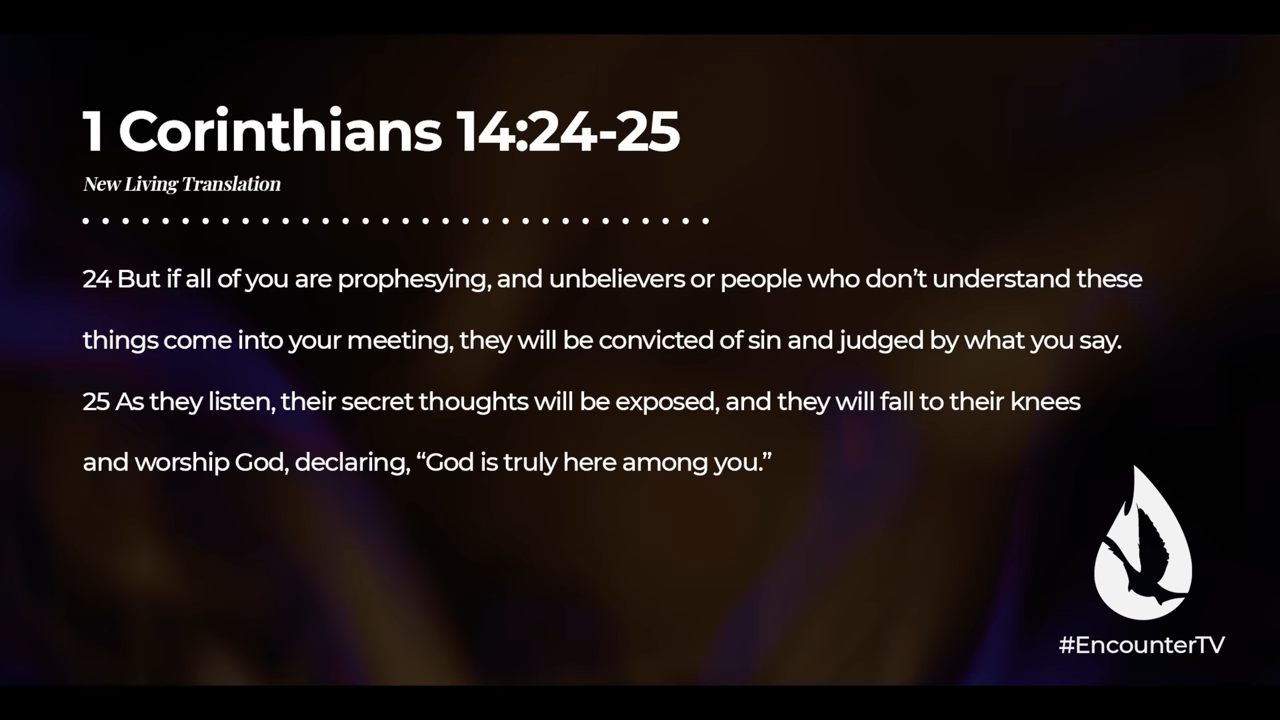 1 Corinthians 14:24-25
New Living Translation
24 But if all of you are prophesying, and unbelievers or people who don’t understand these
things come into your meeting, they will be convicted of sin and judged by what you say.
25 As they listen, their secret thoughts will be exposed, and they will fall to their knees
and worship God, declaring, “God is truly here among you.”
#EncounterTV